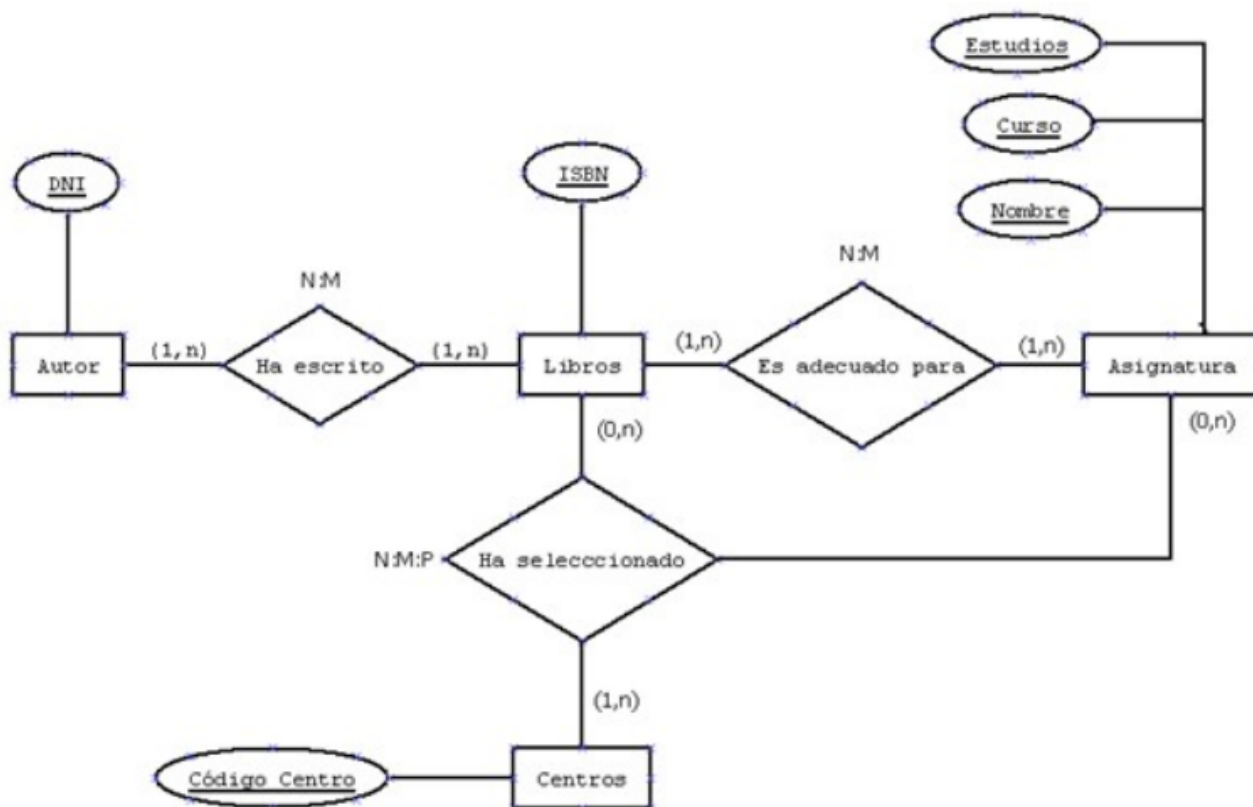 Estudios
Curso
DNI
ISBN
Nombre
N:M
N:M
Autor
(1,n)
Ha escrito
(1,n)
Libros
(1,n)
Es adecuado para
(1,n)
Asignatura
(0,n)
(0,n)
N:M:P
Ha selecccionado
(1,n)
Código Centro
Centros